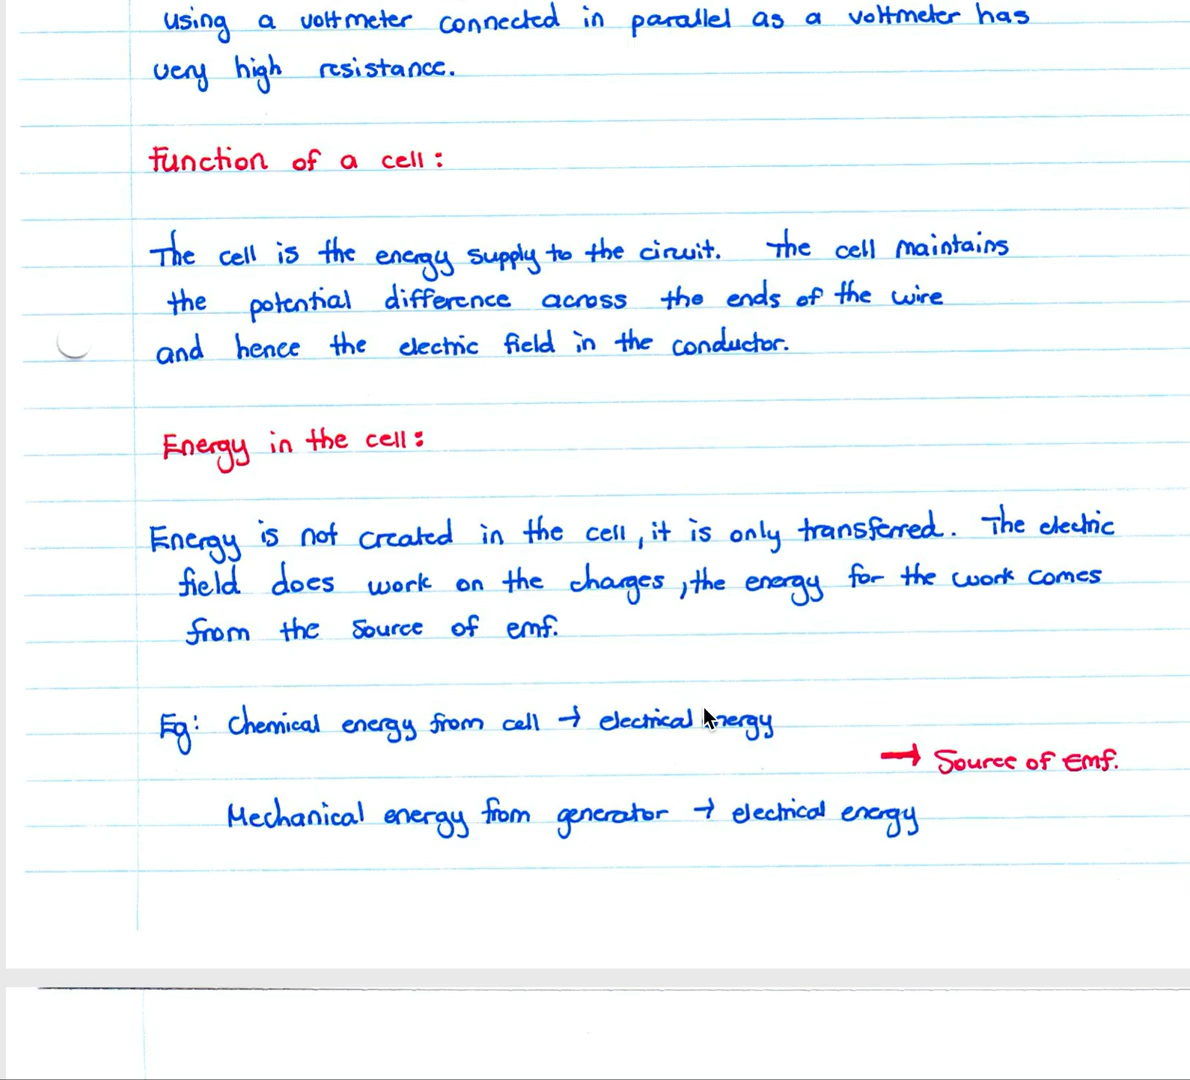 using a voltmeter connected in parallel as a voltmeter has
very high resistance.
Function of a cell:
The cell is the energy supply to the circuit. The cell maintains
the potential difference across the ends of the wire
and hence the electric field in the conductor.
Energy in the cell:
Energy is not created in the cell, it is only transferred. The electric
field does work on the charges, the energy for the work comes
from the source of emf.
Eg: Chemical energy from cell → electrical energy
→ Source of Emf.
Mechanical energy from generator → electrical energy